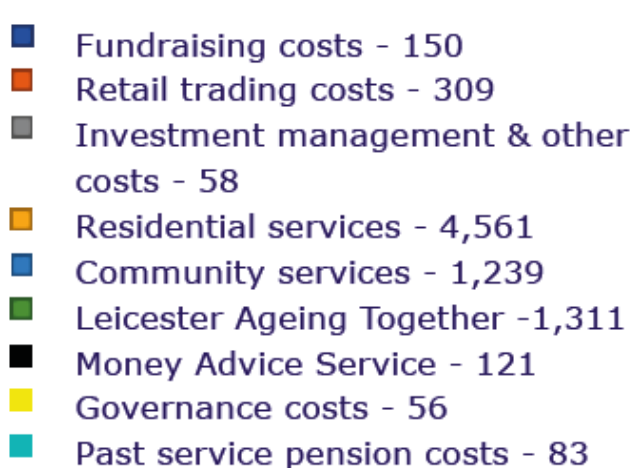 Fundraising costs - 150
Retail trading costs - 309
Investment management & other
costs - 58
Residential services - 4,561
Community services - 1,239
Leicester Ageing Together -1,311
Money Advice Service - 121
Governance costs - 56
Past service pension costs - 83